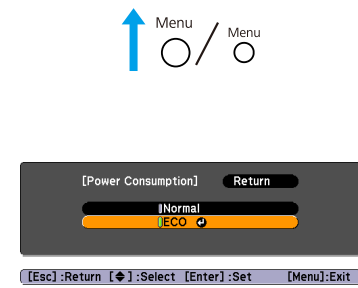 Menu
Menu
[Power Consumption] Return
Normal
ECO
[Esc] :Return [◆] :Select [Enter] :Set [Menu]:Exit